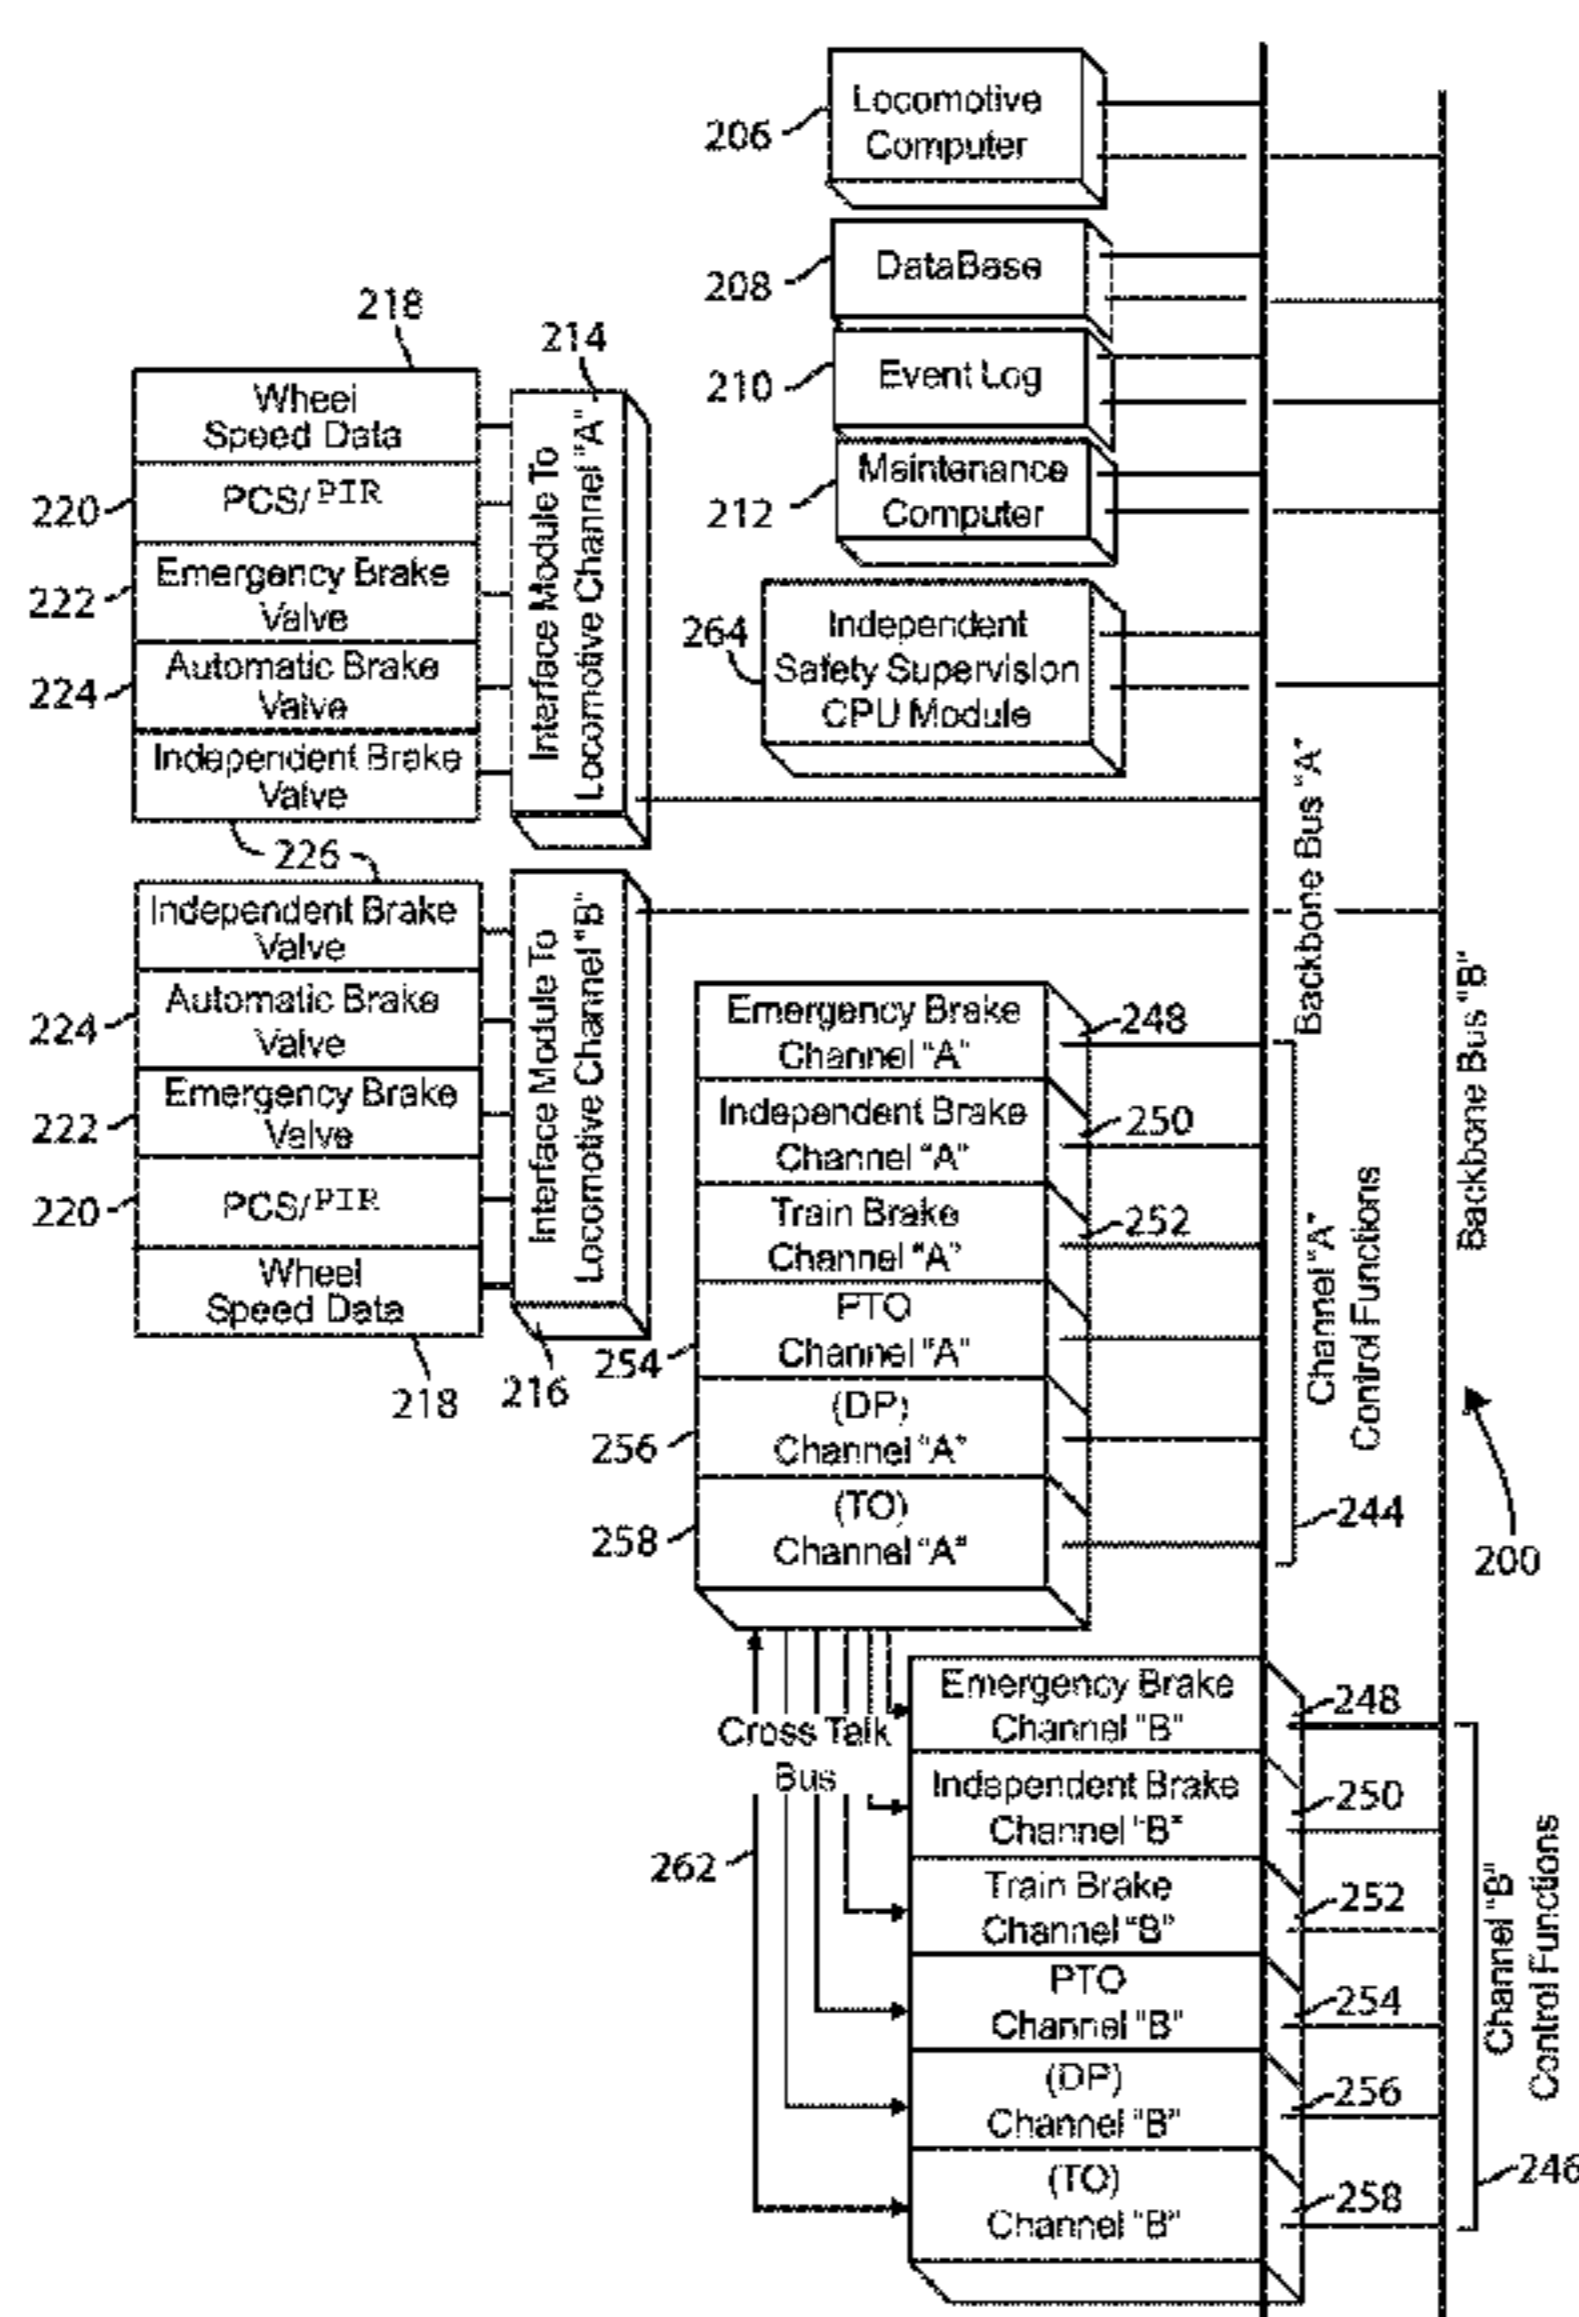 206
Locomotive
Computer
208
DataBase
210
Event Log
212
Maintenance
Computer
264
Independent
Safety Supervision
CPU Module
218
214
Wheel
Speed Data
220
PCS/PIR
222
Emergency Brake
Valve
224
Automatic Brake
Valve
Independent Brake
Valve
226
Interface Module To
Locomotive Channel "A"
Independent Brake
Valve
224
Automatic Brake
Valve
222
Emergency Brake
Valve
220
PCS/PIR
Wheel
Speed Data
218
Interface Module To
Locomotive Channel "B"
216
Backbone Bus "A"
Backbone Bus "B"
Emergency Brake
Channel "A"
248
Independent Brake
Channel "A"
250
Train Brake
Channel "A"
252
254
PTO
Channel "A"
256
(DP)
Channel "A"
258
(TO)
Channel "A"
Channel "A"
Control Functions
244
200
Cross Talk
Bus
262
Emergency Brake
Channel "B"
248
Independent Brake
Channel "B"
250
Train Brake
Channel "B"
252
PTO
Channel "B"
254
(DP)
Channel "B"
256
(TO)
Channel "B"
258
Channel "B"
Control Functions
246